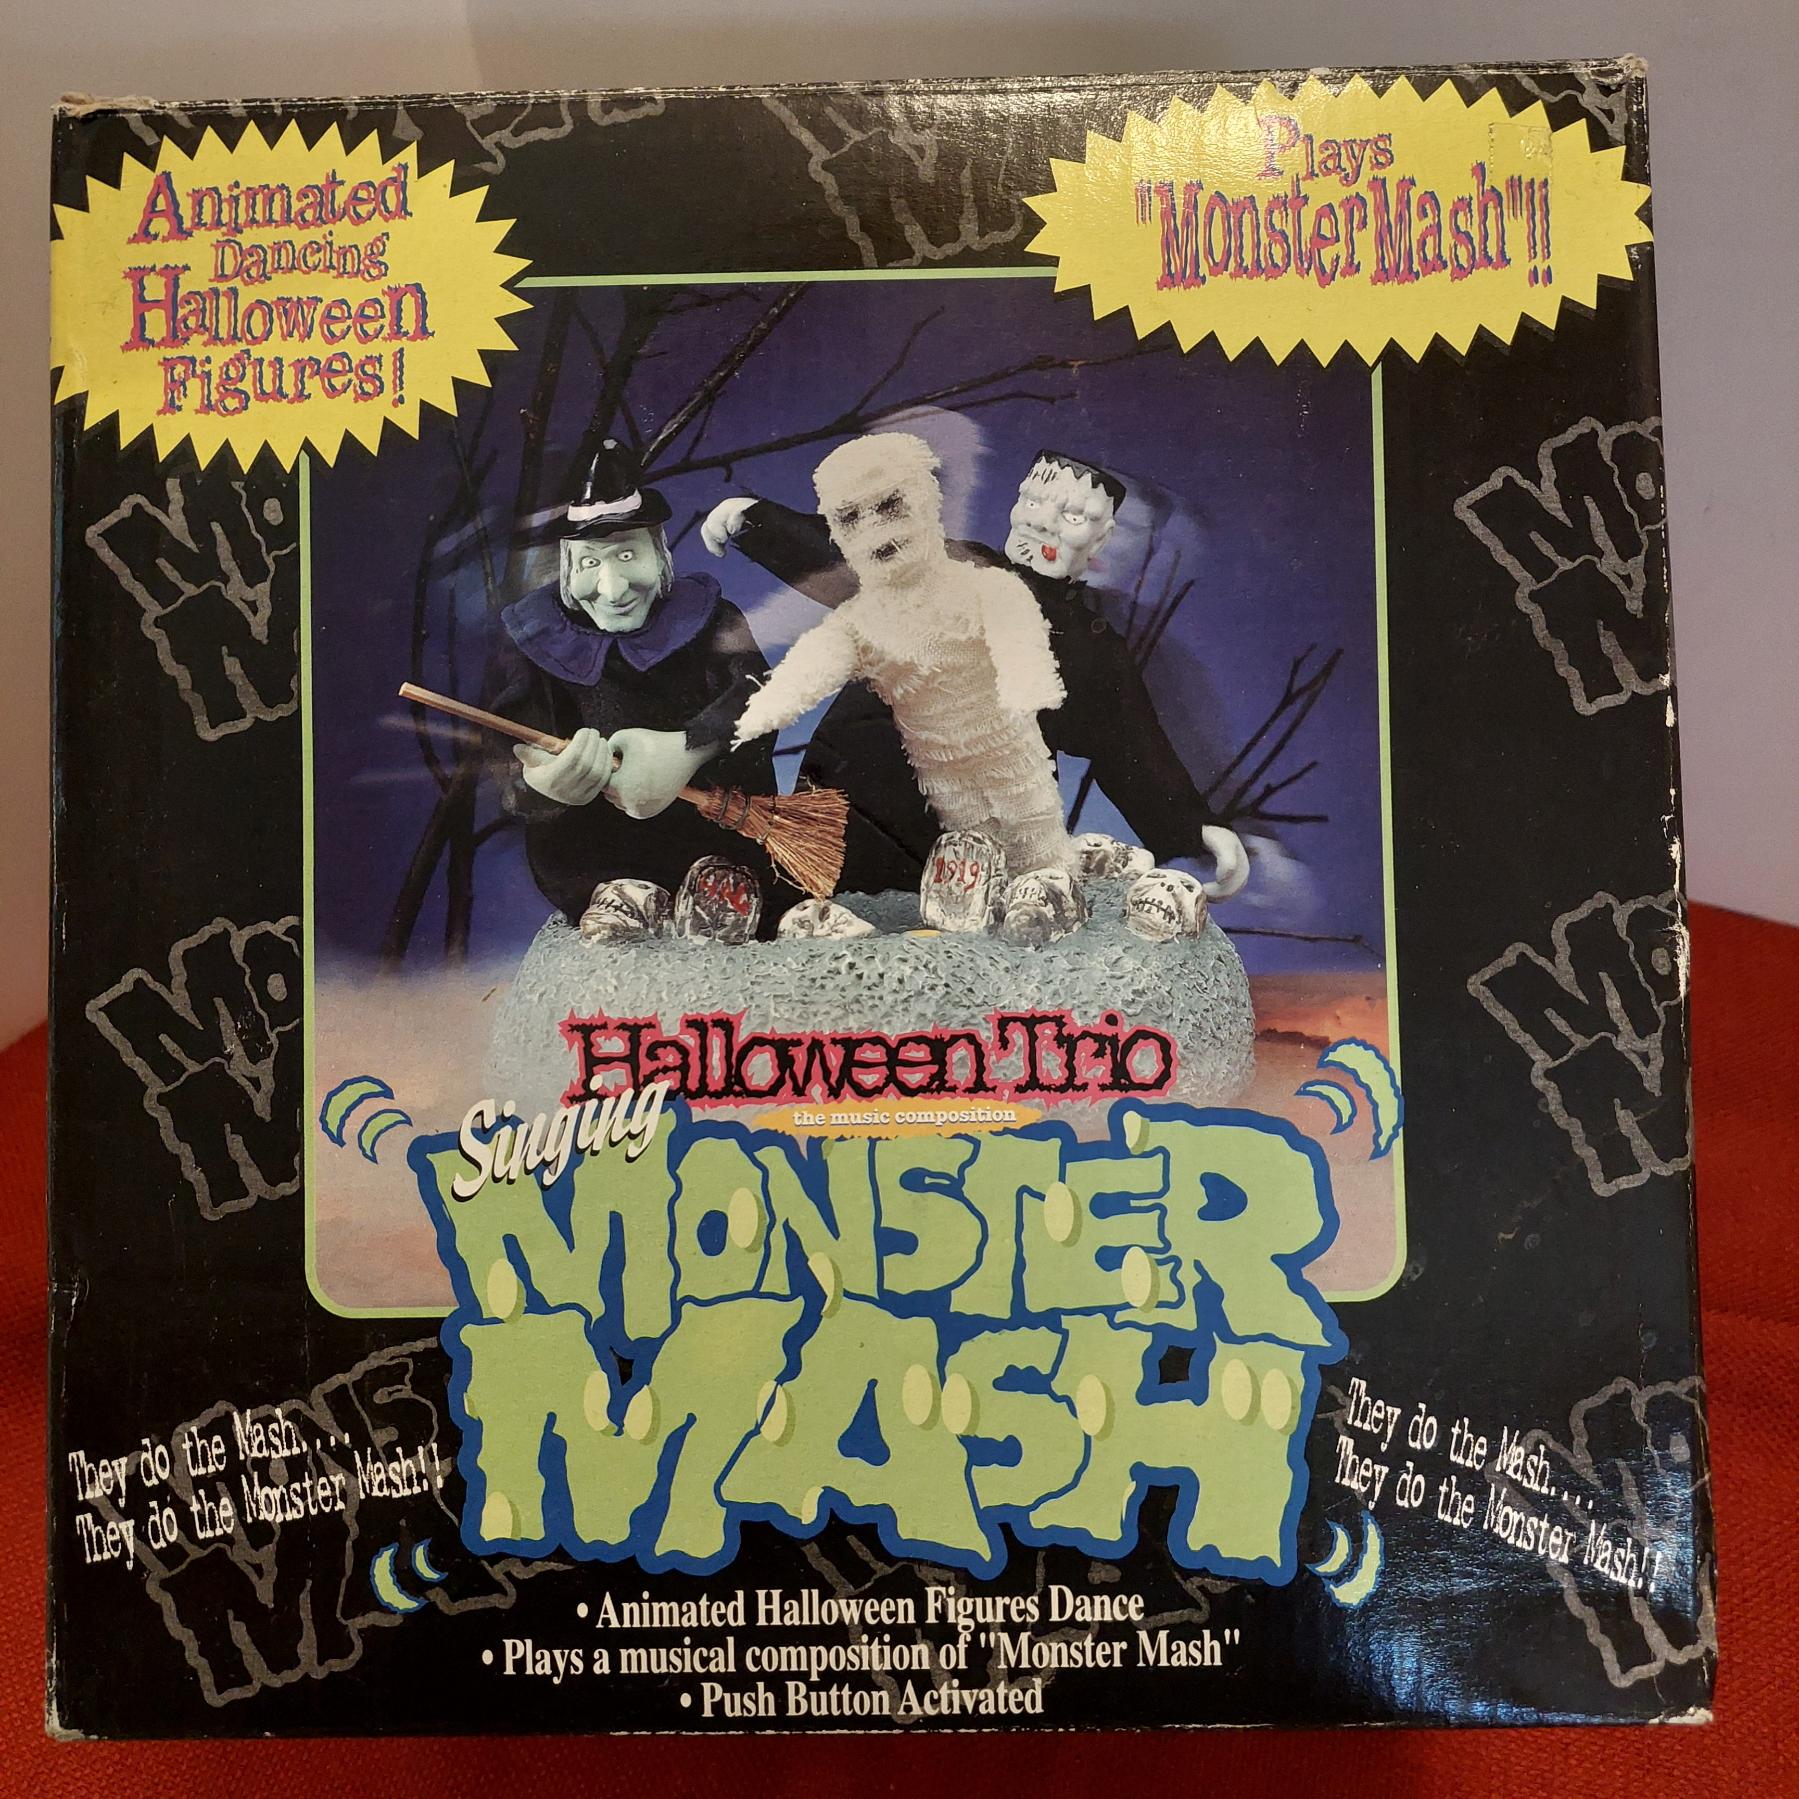 Animated
Dancing
Halloween
Figures!
Plays
"Monster Mash"!!
1919
Halloween Trio
Singing
the music composition
MONSTER
MASH
They do the Mash....
They do the Monster Mash!!
They do the Mash....
They do the Monster Mash!!
• Animated Halloween Figures Dance
• Plays a musical composition of "Monster Mash"
• Push Button Activated